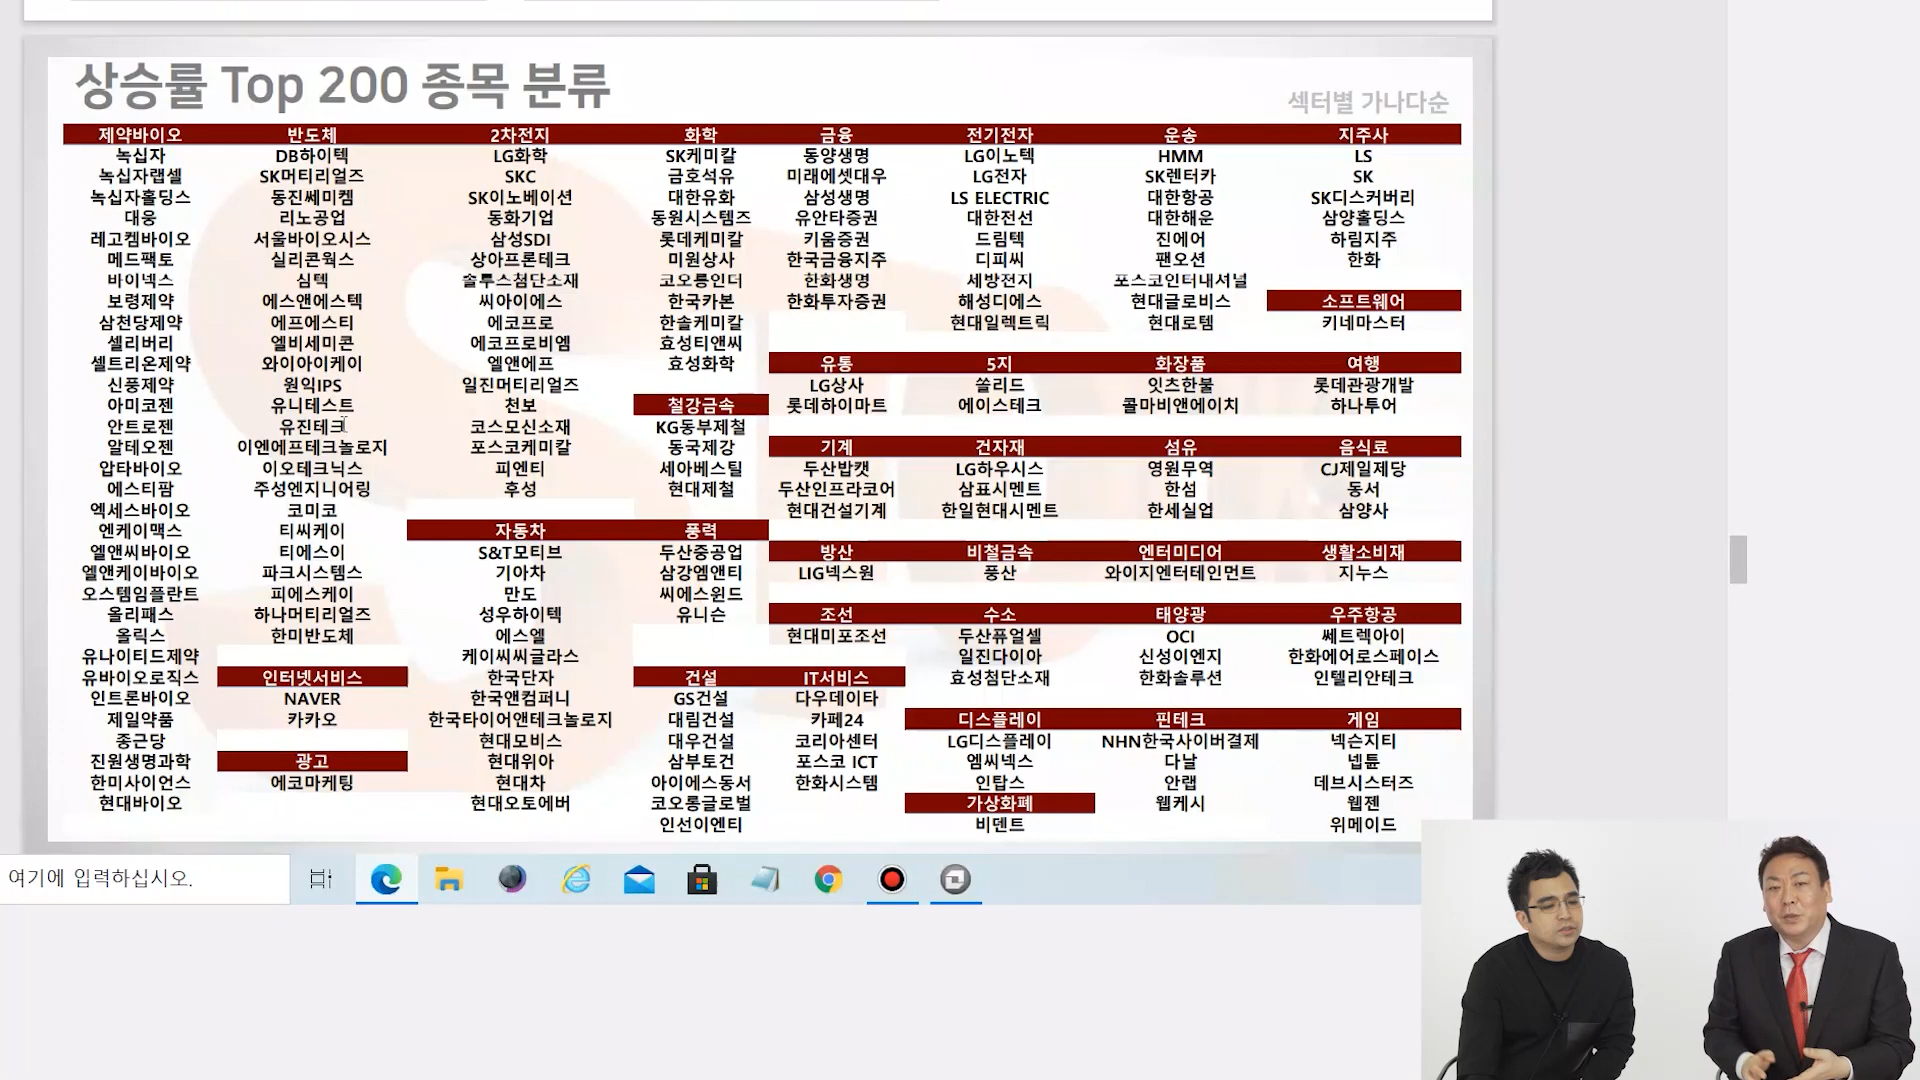 상승률 Top 200 종목 분류
섹터별 가나다순
제약바이오 반도체 2차전지 화학 금융 전기전자 운송 지주사
녹십자 DB하이텍 LG화학 SK케미칼 동양생명 LG이노텍 HMM LS
녹십자랩셀 SK머티리얼즈 SKC 금호석유 미래에셋대우 LG전자 SK렌터카 SK
녹십자홀딩스 동진쎄미켐 SK이노베이션 대한유화 삼성생명 LS ELECTRIC 대한항공 SK디스커버리
대웅 리노공업 동화기업 동원시스템즈 유안타증권 대한전선 대한해운 삼양홀딩스
레고켐바이오 서울바이오시스 삼성SDI 롯데케미칼 키움증권 드림텍 진에어 하림지주
메드팩토 실리콘웍스 상아프론테크 미원상사 한국금융지주 디피씨 팬오션 한화
바이넥스 심텍 솔루스첨단소재 코오롱인더 한화생명 세방전지 포스코인터내셔널
보령제약 에스앤에스텍 씨아이에스 한국카본 한화투자증권 해성디에스 현대글로비스 소프트웨어
삼천당제약 에프에스티 에코프로 한솔케미칼 현대일렉트릭 현대로템 키네마스터
셀리버리 엘비세미콘 에코프로비엠 효성티앤씨
셀트리온제약 와이아이케이 엘앤에프 효성화학 유통 5지 화장품 여행
신풍제약 원익IPS 일진머티리얼즈 LG상사 쏠리드 잇츠한불 롯데관광개발
아미코젠 유니테스트 천보 철강금속 롯데하이마트 에이스테크 콜마비앤에이치 하나투어
안트로젠 유진테크 코스모신소재 KG동부제철
알테오젠 이엔에프테크놀로지 포스코케미칼 동국제강 기계 건자재 섬유 음식료
압타바이오 이오테크닉스 피엔티 세아베스틸 두산밥캣 LG하우시스 영원무역 CJ제일제당
에스티팜 주성엔지니어링 후성 현대제철 두산인프라코어 삼표시멘트 한섬 동서
엑세스바이오 코미코 현대건설기계 한일현대시멘트 한세실업 삼양사
엔케이맥스 티씨케이 자동차 풍력
엘앤씨바이오 티에스이 S&T모티브 두산중공업 방산 비철금속 엔터미디어 생활소비재
엘앤케이바이오 파크시스템스 기아차 삼강엠앤티 LIG넥스원 풍산 와이지엔터테인먼트 지누스
오스템임플란트 피에스케이 만도 씨에스윈드
올리패스 하나머티리얼즈 성우하이텍 유니슨 조선 수소 태양광 우주항공
올릭스 한미반도체 에스엘 현대미포조선 두산퓨얼셀 OCI 쎄트렉아이
유나이티드제약 케이씨씨글라스 일진다이아 신성이엔지 한화에어로스페이스
유바이오로직스 인터넷서비스 한국단자 건설 IT서비스 효성첨단소재 한화솔루션 인텔리안테크
인트론바이오 NAVER 한국앤컴퍼니 GS건설 다우데이타
제일약품 카카오 한국타이어앤테크놀로지 대림건설 카페24 디스플레이 핀테크 게임
종근당 현대모비스 대우건설 코리아센터 LG디스플레이 NHN한국사이버결제 넥슨지티
진원생명과학 광고 현대위아 삼부토건 포스코 ICT 엠씨넥스 다날 넵튠
한미사이언스 에코마케팅 현대차 아이에스동서 한화시스템 인탑스 안랩 데브시스터즈
현대바이오 현대오토에버 코오롱글로벌 가상화폐 웹케시 웹젠
인선이엔티 비덴트 위메이드
여기에 입력하십시오.